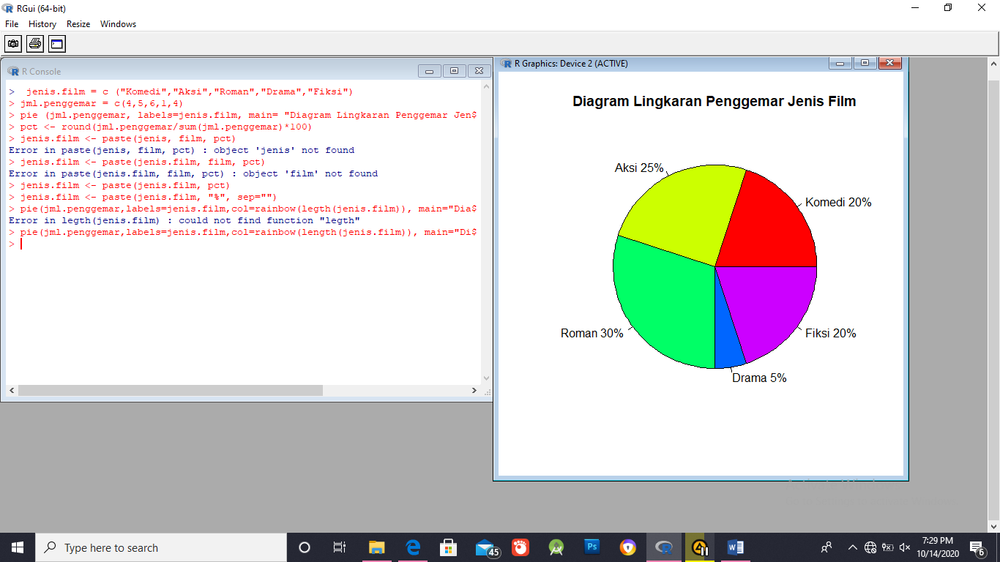 RGui (64-bit)
File History Resize Windows
R Console
>  jenis.film = c ("Komedi","Aksi","Roman","Drama","Fiksi")
> jml.penggemar = c(4,5,6,1,4)
> pie (jml.penggemar, labels=jenis.film, main= "Diagram Lingkaran Penggemar Jen$
> pct <- round(jml.penggemar/sum(jml.penggemar)*100)
> jenis.film <- paste(jenis, film, pct)
Error in paste(jenis, film, pct) : object 'jenis' not found
> jenis.film <- paste(jenis.film, film, pct)
Error in paste(jenis.film, film, pct) : object 'film' not found
> jenis.film <- paste(jenis.film, pct)
> jenis.film <- paste(jenis.film, "%", sep="")
> pie(jml.penggemar,labels=jenis.film,col=rainbow(legth(jenis.film)), main="Dia$
Error in legth(jenis.film) : could not find function "legth"
> pie(jml.penggemar,labels=jenis.film,col=rainbow(length(jenis.film)), main="Di$
>
R Graphics: Device 2 (ACTIVE)
Diagram Lingkaran Penggemar Jenis Film
Aksi 25%
Komedi 20%
Roman 30%
Fiksi 20%
Drama 5%
Type here to search
45
Ps
7:29 PM
10/14/2020
6